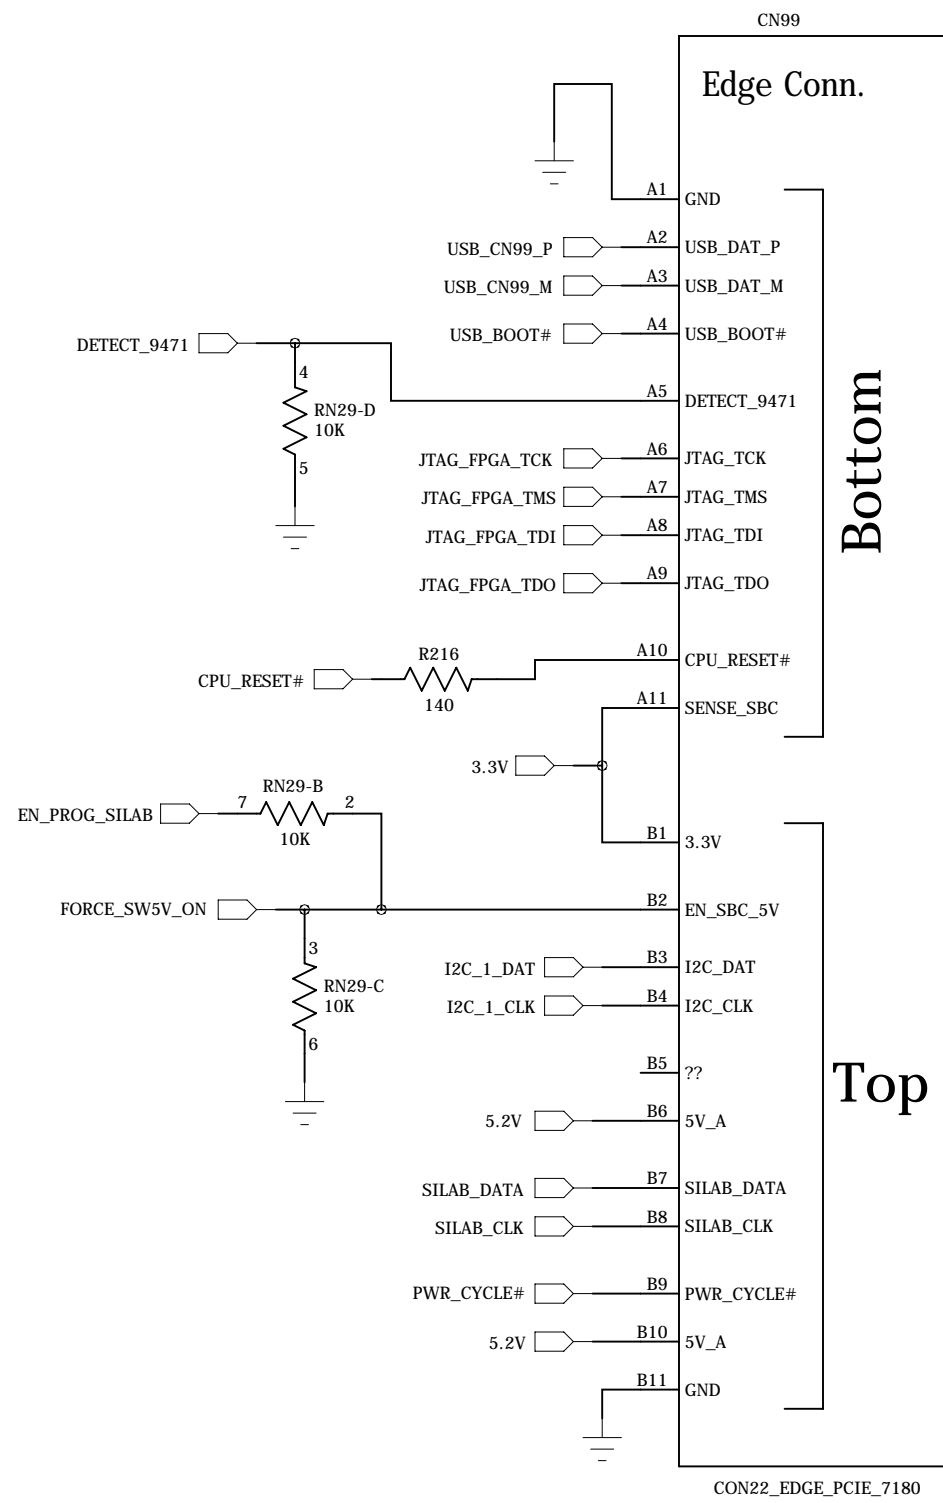 CN99
Edge Conn.
A1 GND
USB_CN99_P A2 USB_DAT_P
USB_CN99_M A3 USB_DAT_M
USB_BOOT# A4 USB_BOOT#
DETECT_9471
4
RN29-D
10K
5
A5 DETECT_9471
JTAG_FPGA_TCK A6 JTAG_TCK
JTAG_FPGA_TMS A7 JTAG_TMS
JTAG_FPGA_TDI A8 JTAG_TDI
JTAG_FPGA_TDO A9 JTAG_TDO
Bottom
R216
CPU_RESET# A10 CPU_RESET#
140
A11 SENSE_SBC
3.3V
RN29-B
EN_PROG_SILAB 7 2
10K
B1 3.3V
FORCE_SW5V_ON B2 EN_SBC_5V
3
RN29-C
10K
6
I2C_1_DAT B3 I2C_DAT
I2C_1_CLK B4 I2C_CLK
B5 ??
Top
5.2V B6 5V_A
SILAB_DATA B7 SILAB_DATA
SILAB_CLK B8 SILAB_CLK
PWR_CYCLE# B9 PWR_CYCLE#
5.2V B10 5V_A
B11 GND
CON22_EDGE_PCIE_7180